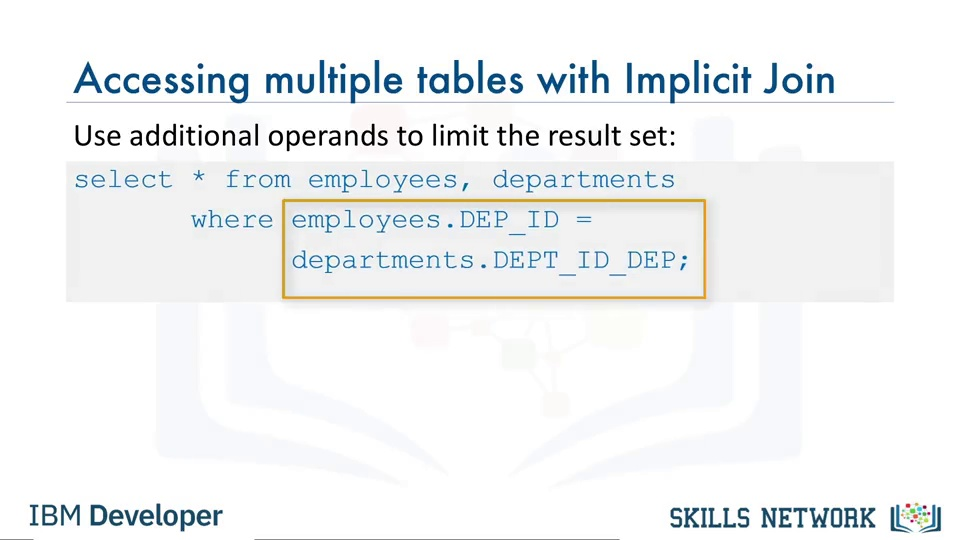 Accessing multiple tables with Implicit Join
Use additional operands to limit the result set:
select * from employees, departments
where employees.DEP_ID =
departments.DEPT_ID_DEP;
IBM Developer
SKILLS NETWORK